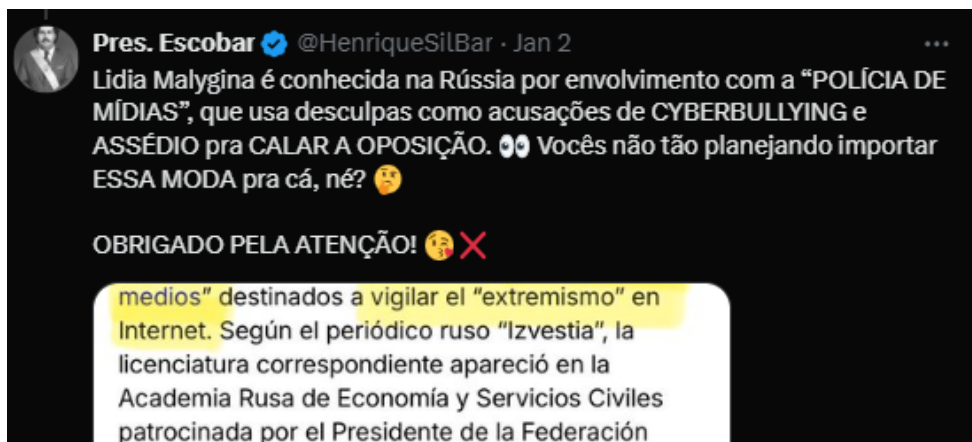 Pres. Escobar @HenriqueSilBar · Jan 2
Lidia Malygina é conhecida na Rússia por envolvimento com a “POLÍCIA DE
MÍDIAS”, que usa desculpas como acusações de CYBERBULLYING e
ASSÉDIO pra CALAR A OPOSIÇÃO. 👀 Vocês não tão planejando importar
ESSA MODA pra cá, né? 🤔
OBRIGADO PELA ATENÇÃO! 😘❌
medios” destinados a vigilar el “extremismo” en
Internet. Según el periódico ruso “Izvestia”, la
licenciatura correspondiente apareció en la
Academia Rusa de Economía y Servicios Civiles
patrocinada por el Presidente de la Federación